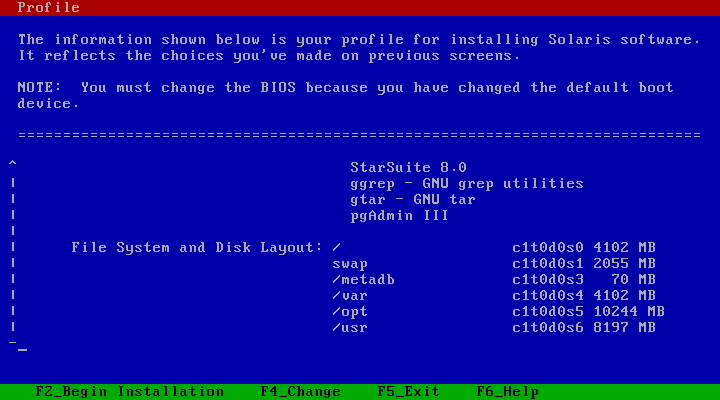 Profile
The information shown below is your profile for installing Solaris software.
It reflects the choices you've made on previous screens.
NOTE:  You must change the BIOS because you have changed the default boot
device.
============================================================================
^                                     StarSuite 8.0
|                                     ggrep - GNU grep utilities
|                                     gtar - GNU tar
|                                     pgAdmin III
|
|      File System and Disk Layout: /                   c1t0d0s0 4102 MB
|                                   swap                c1t0d0s1 2055 MB
|                                   /metadb             c1t0d0s3   70 MB
|                                   /var                c1t0d0s4 4102 MB
|                                   /opt                c1t0d0s5 10244 MB
|                                   /usr                c1t0d0s6 8197 MB
-_
F2_Begin Installation    F4_Change    F5_Exit    F6_Help